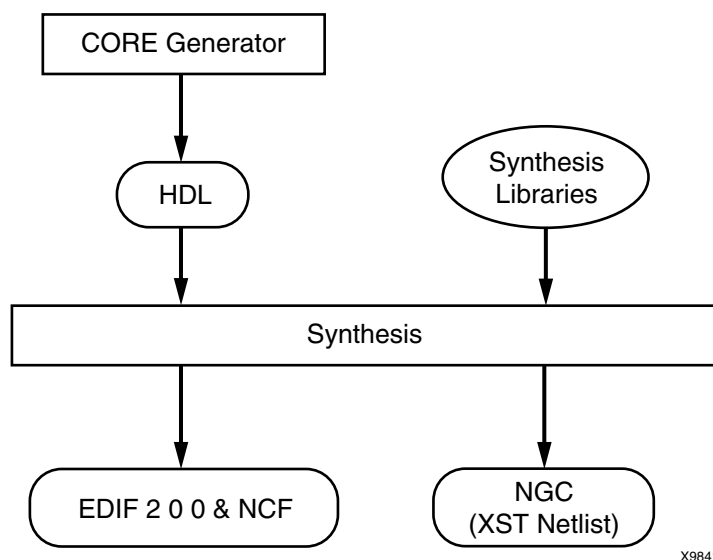 CORE Generator
HDL
Synthesis
Libraries
Synthesis
EDIF 2 0 0 & NCF
NGC
(XST Netlist)
X984